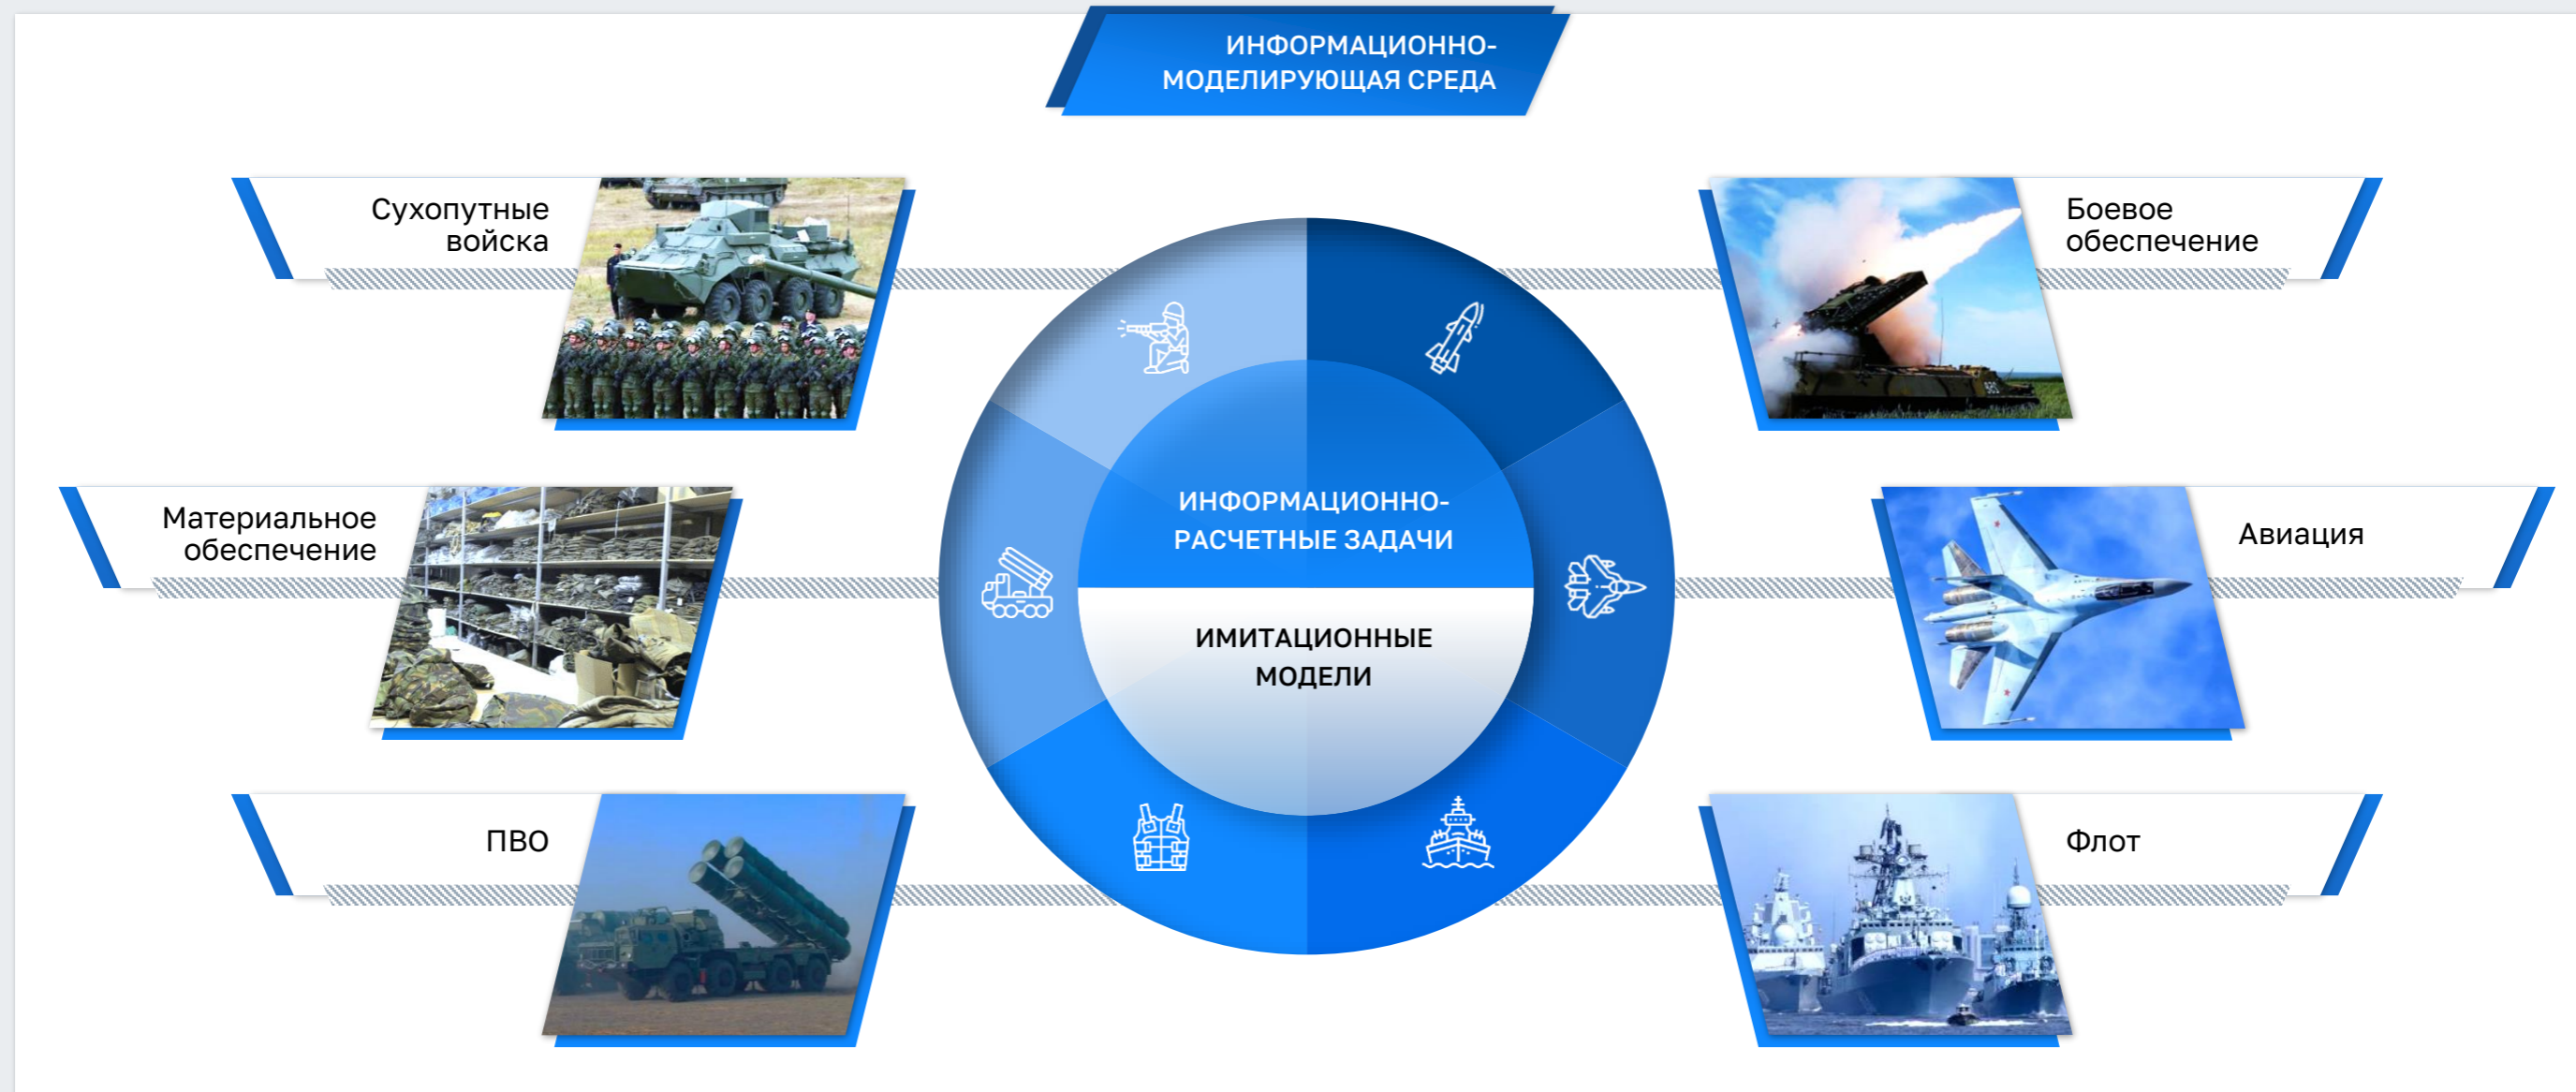 ИНФОРМАЦИОННО-
МОДЕЛИРУЮЩАЯ СРЕДА
Сухопутные
войска
Боевое
обеспечение
Материальное
обеспечение
ИНФОРМАЦИОННО-
РАСЧЕТНЫЕ ЗАДАЧИ
Авиация
ИМИТАЦИОННЫЕ
МОДЕЛИ
ПВО
Флот